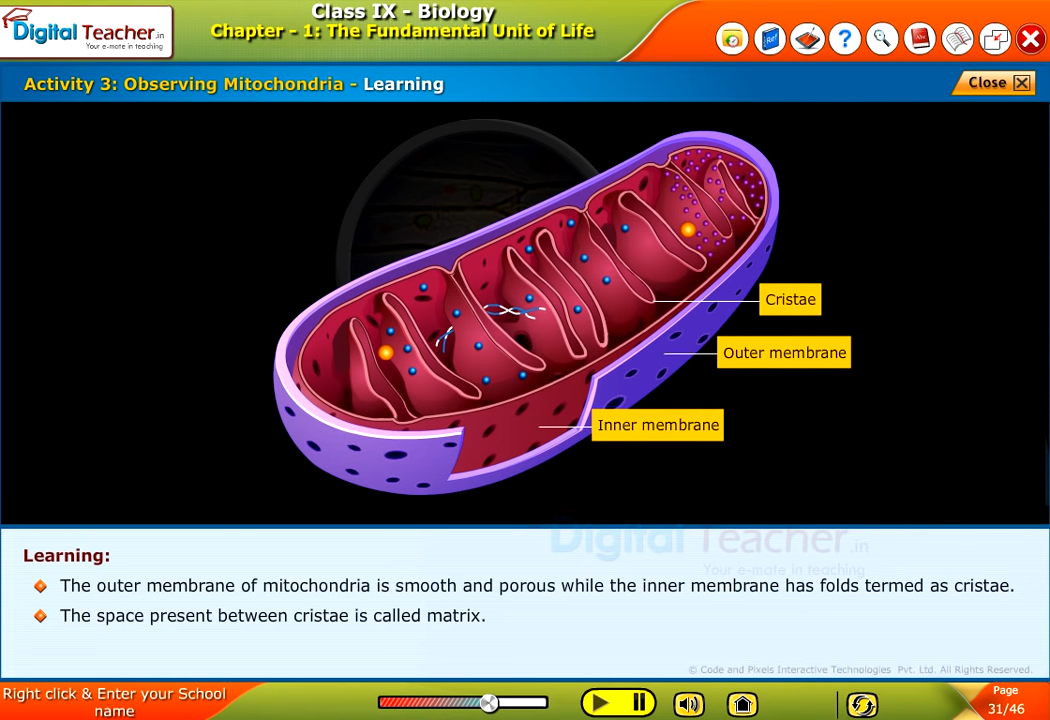 Digital Teacher.in
Your e-mate in teaching
Class IX - Biology
Chapter - 1: The Fundamental Unit of Life
Ref
?
Activity 3: Observing Mitochondria - Learning
Close
Cristae
Outer membrane
Inner membrane
Digital Teacher.in
Your e-mate in teaching
Learning:
The outer membrane of mitochondria is smooth and porous while the inner membrane has folds termed as cristae.
The space present between cristae is called matrix.
© Code and Pixels Interactive Technologies Pvt. Ltd. All Rights Reserved.
Right click & Enter your School
name
Page
31/46